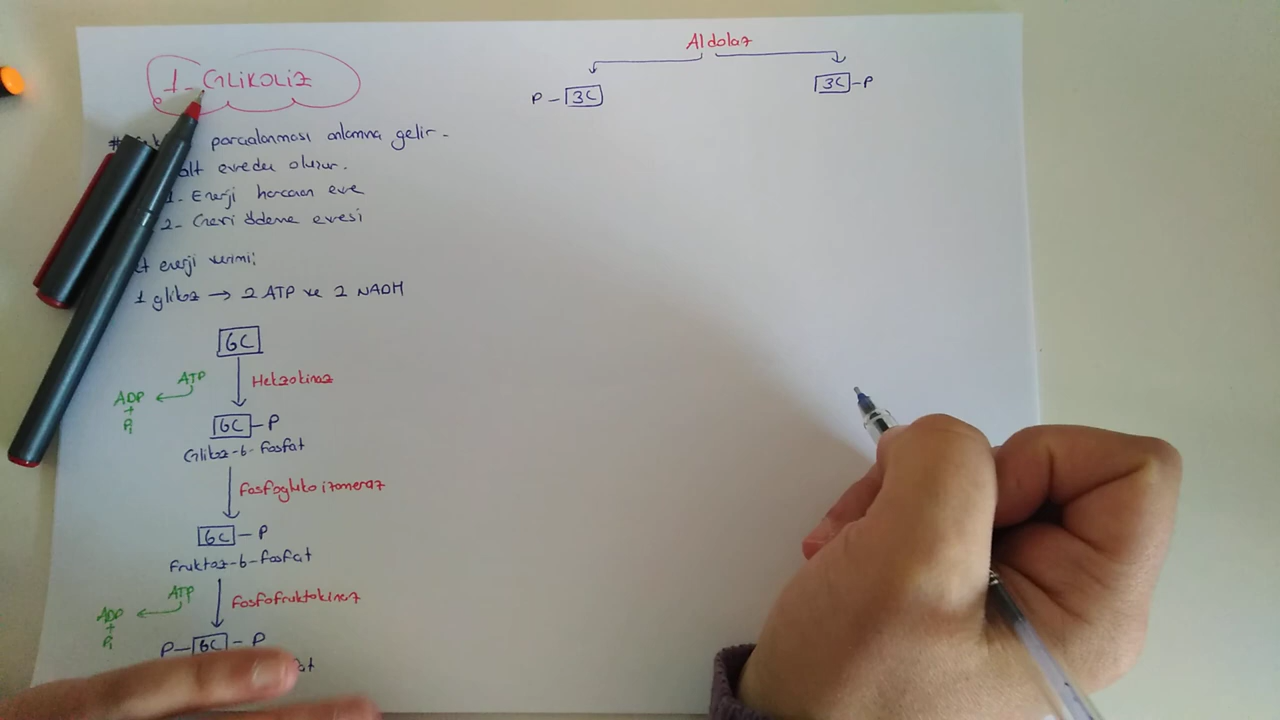 1- GLİKOLİZ
parçalanması anlamına gelir.
alt evreden oluşur.
1- Enerji harcanan evre
2- Geri ödeme evresi
enerji verimi;
1 glikoz → 2 ATP ve 2 NADH
6C
ATP
Hekzokinaz
ADP
+
Pi
6C-P
Glikoz-6-fosfat
fosfogluko izomeraz
6C-P
Fruktoz-6-fosfat
ATP
fosfofruktokinaz
ADP
+
Pi
P-6C-P
Aldolaz
P-3C
3C-P